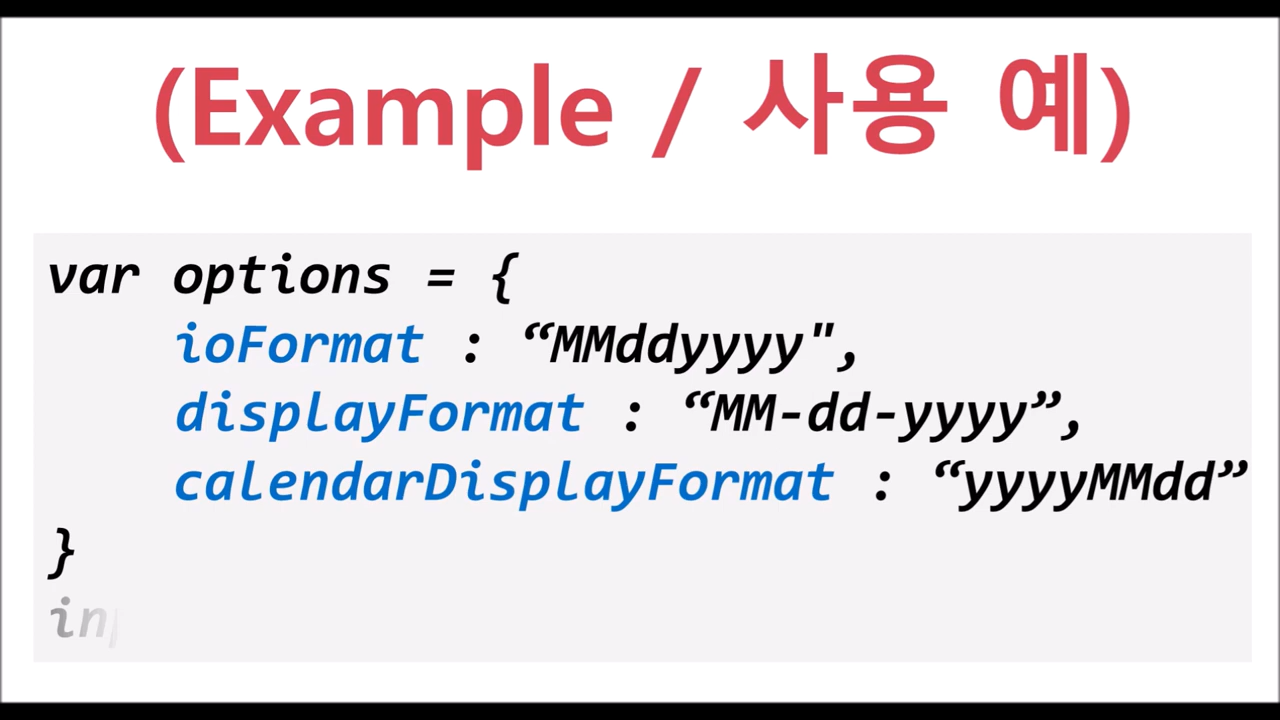 (Example / 사용 예)
var options = {
ioFormat : “MMddyyyy",
displayFormat : “MM-dd-yyyy”,
calendarDisplayFormat : “yyyyMMdd”
}